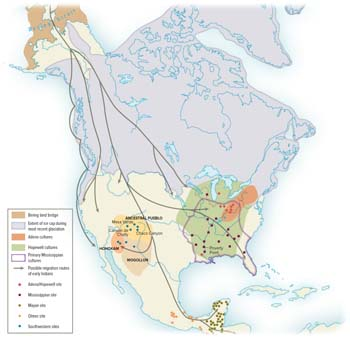 Bering Strait
ANCESTRAL PUEBLO
Mesa Verde
Canyon de
Chelly
Chaco Canyon
HOHOKAM
MOGOLLON
Poverty
Point
Bering land bridge
Extent of ice cap during
most recent glaciation
Adena cultures
Hopewell cultures
Primary Mississippian
cultures
Possible migration routes
of early Indians
Adena/Hopewell site
Mississippian site
Mayan site
Olmec site
Southwestern sites